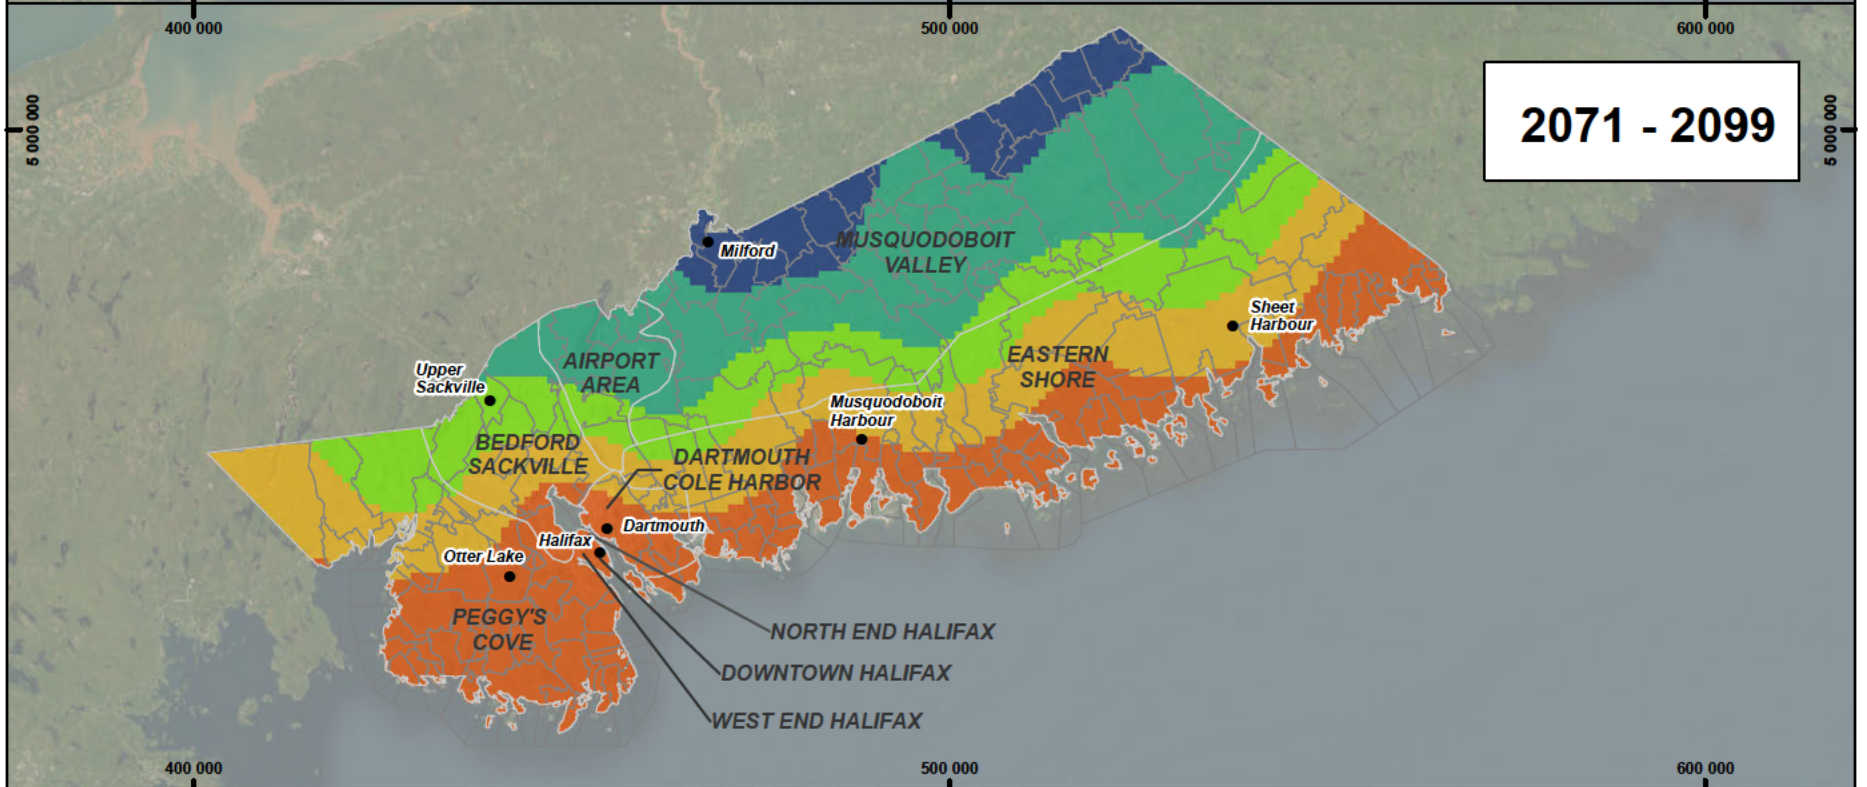 400 000
500 000
600 000
5 000 000
5 000 000
2071 - 2099
Milford
MUSQUODOBOIT
VALLEY
Sheet
Harbour
AIRPORT
AREA
EASTERN
SHORE
Upper
Sackville
Musquodoboit
Harbour
BEDFORD
SACKVILLE
DARTMOUTH
COLE HARBOR
Dartmouth
Halifax
Otter Lake
PEGGY'S
COVE
NORTH END HALIFAX
DOWNTOWN HALIFAX
WEST END HALIFAX
400 000
500 000
600 000